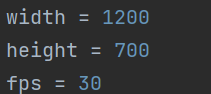 width = 1200
height = 700
fps = 30